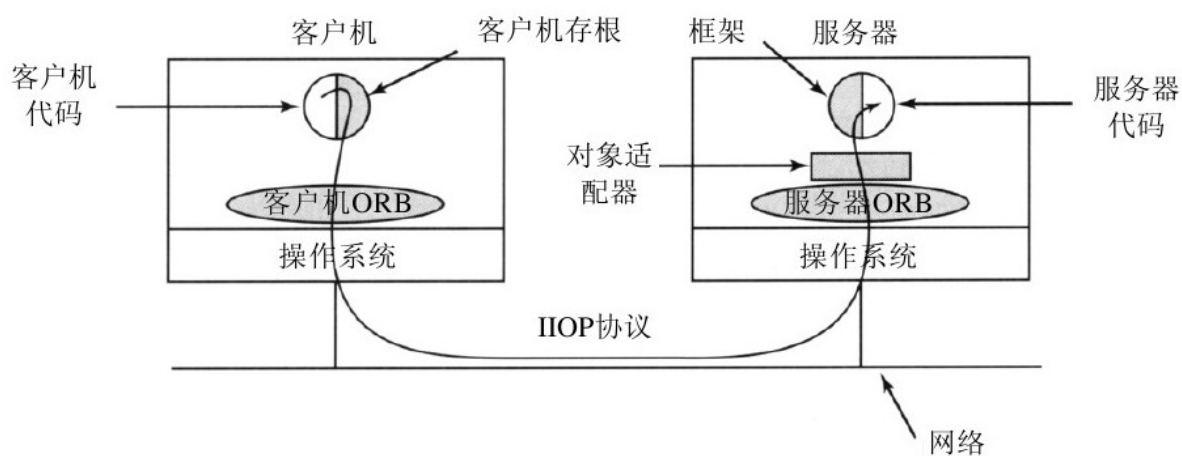 客户机
客户机存根
框架
服务器
客户机
代码
服务器
代码
对象适
配器
客户机ORB
服务器ORB
操作系统
操作系统
IIOP协议
网络